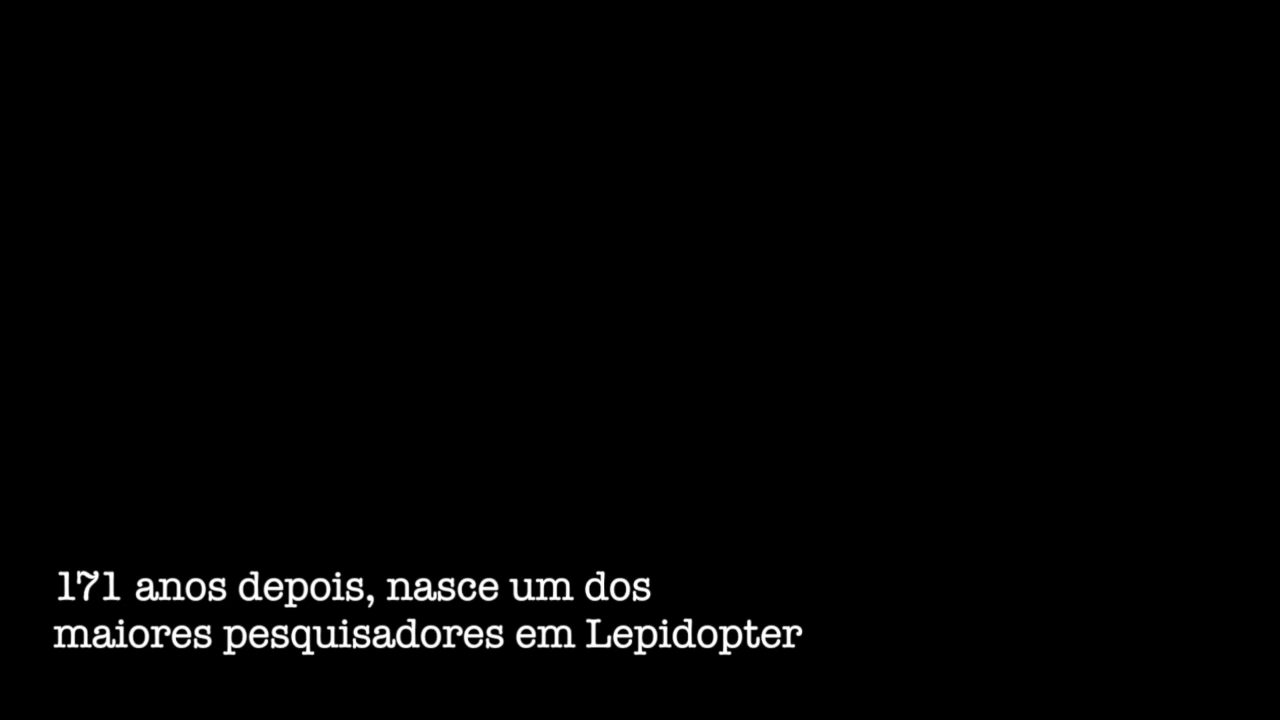 171 anos depois, nasce um dos
maiores pesquisadores em Lepidopter